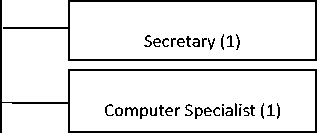 Secretary (1)
Computer Specialist (1)